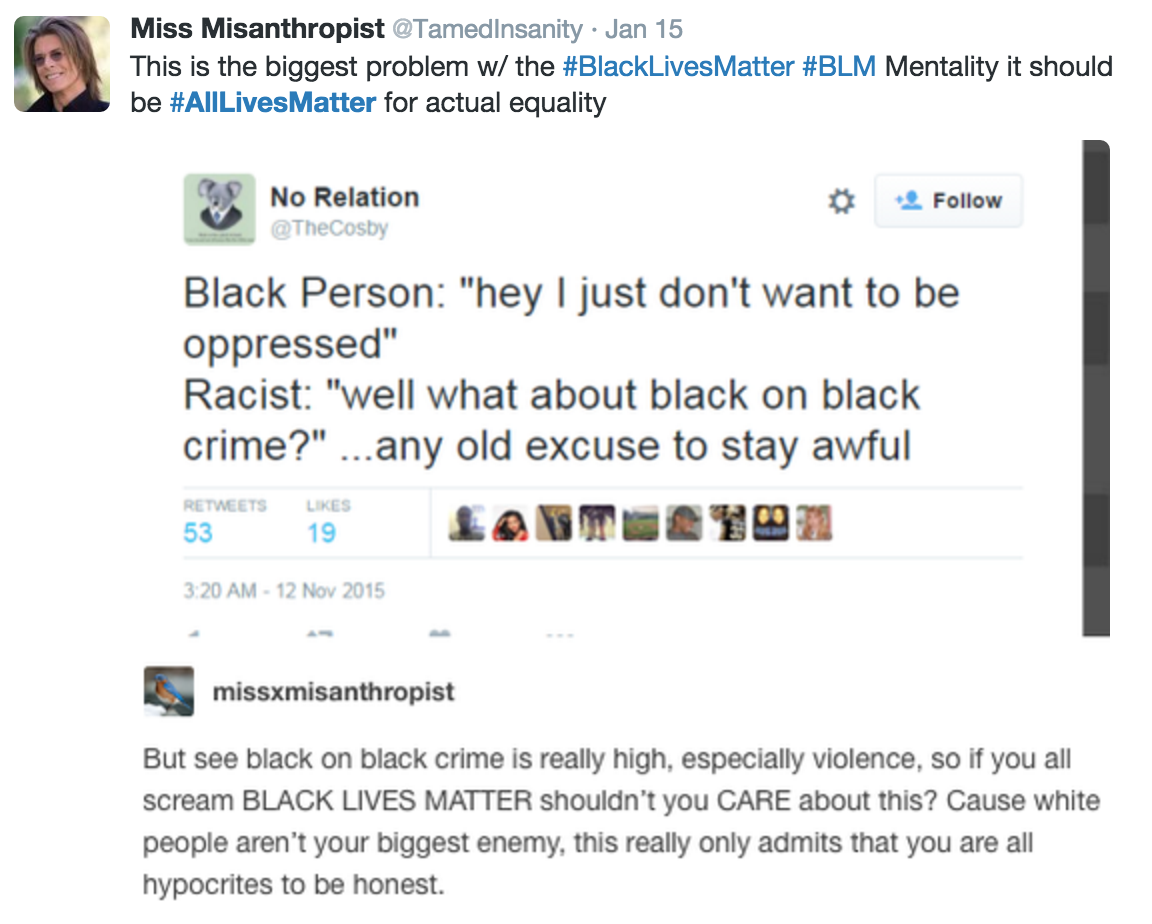 Miss Misanthropist @TamedInsanity · Jan 15
This is the biggest problem w/ the #BlackLivesMatter #BLM Mentality it should
be #AllLivesMatter for actual equality
No Relation
@TheCosby
Follow
Black Person: "hey I just don't want to be
oppressed"
Racist: "well what about black on black
crime?" ...any old excuse to stay awful
RETWEETS LIKES
53 19
3:20 AM - 12 Nov 2015
missxmisanthropist
But see black on black crime is really high, especially violence, so if you all
scream BLACK LIVES MATTER shouldn't you CARE about this? Cause white
people aren't your biggest enemy, this really only admits that you are all
hypocrites to be honest.